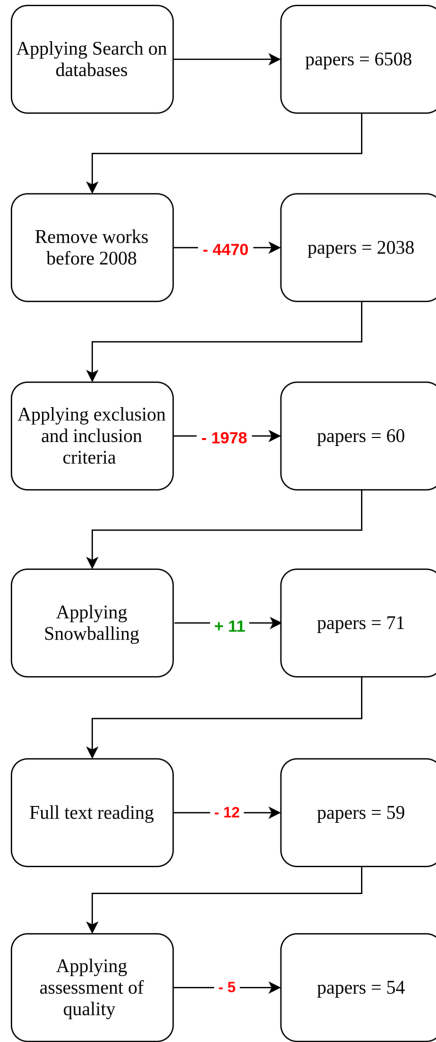 Applying Search on
databases
papers = 6508
Remove works
before 2008
- 4470
papers = 2038
Applying exclusion
and inclusion
criteria
- 1978
papers = 60
Applying
Snowballing
+ 11
papers = 71
Full text reading
- 12
papers = 59
Applying
assessment of
quality
- 5
papers = 54